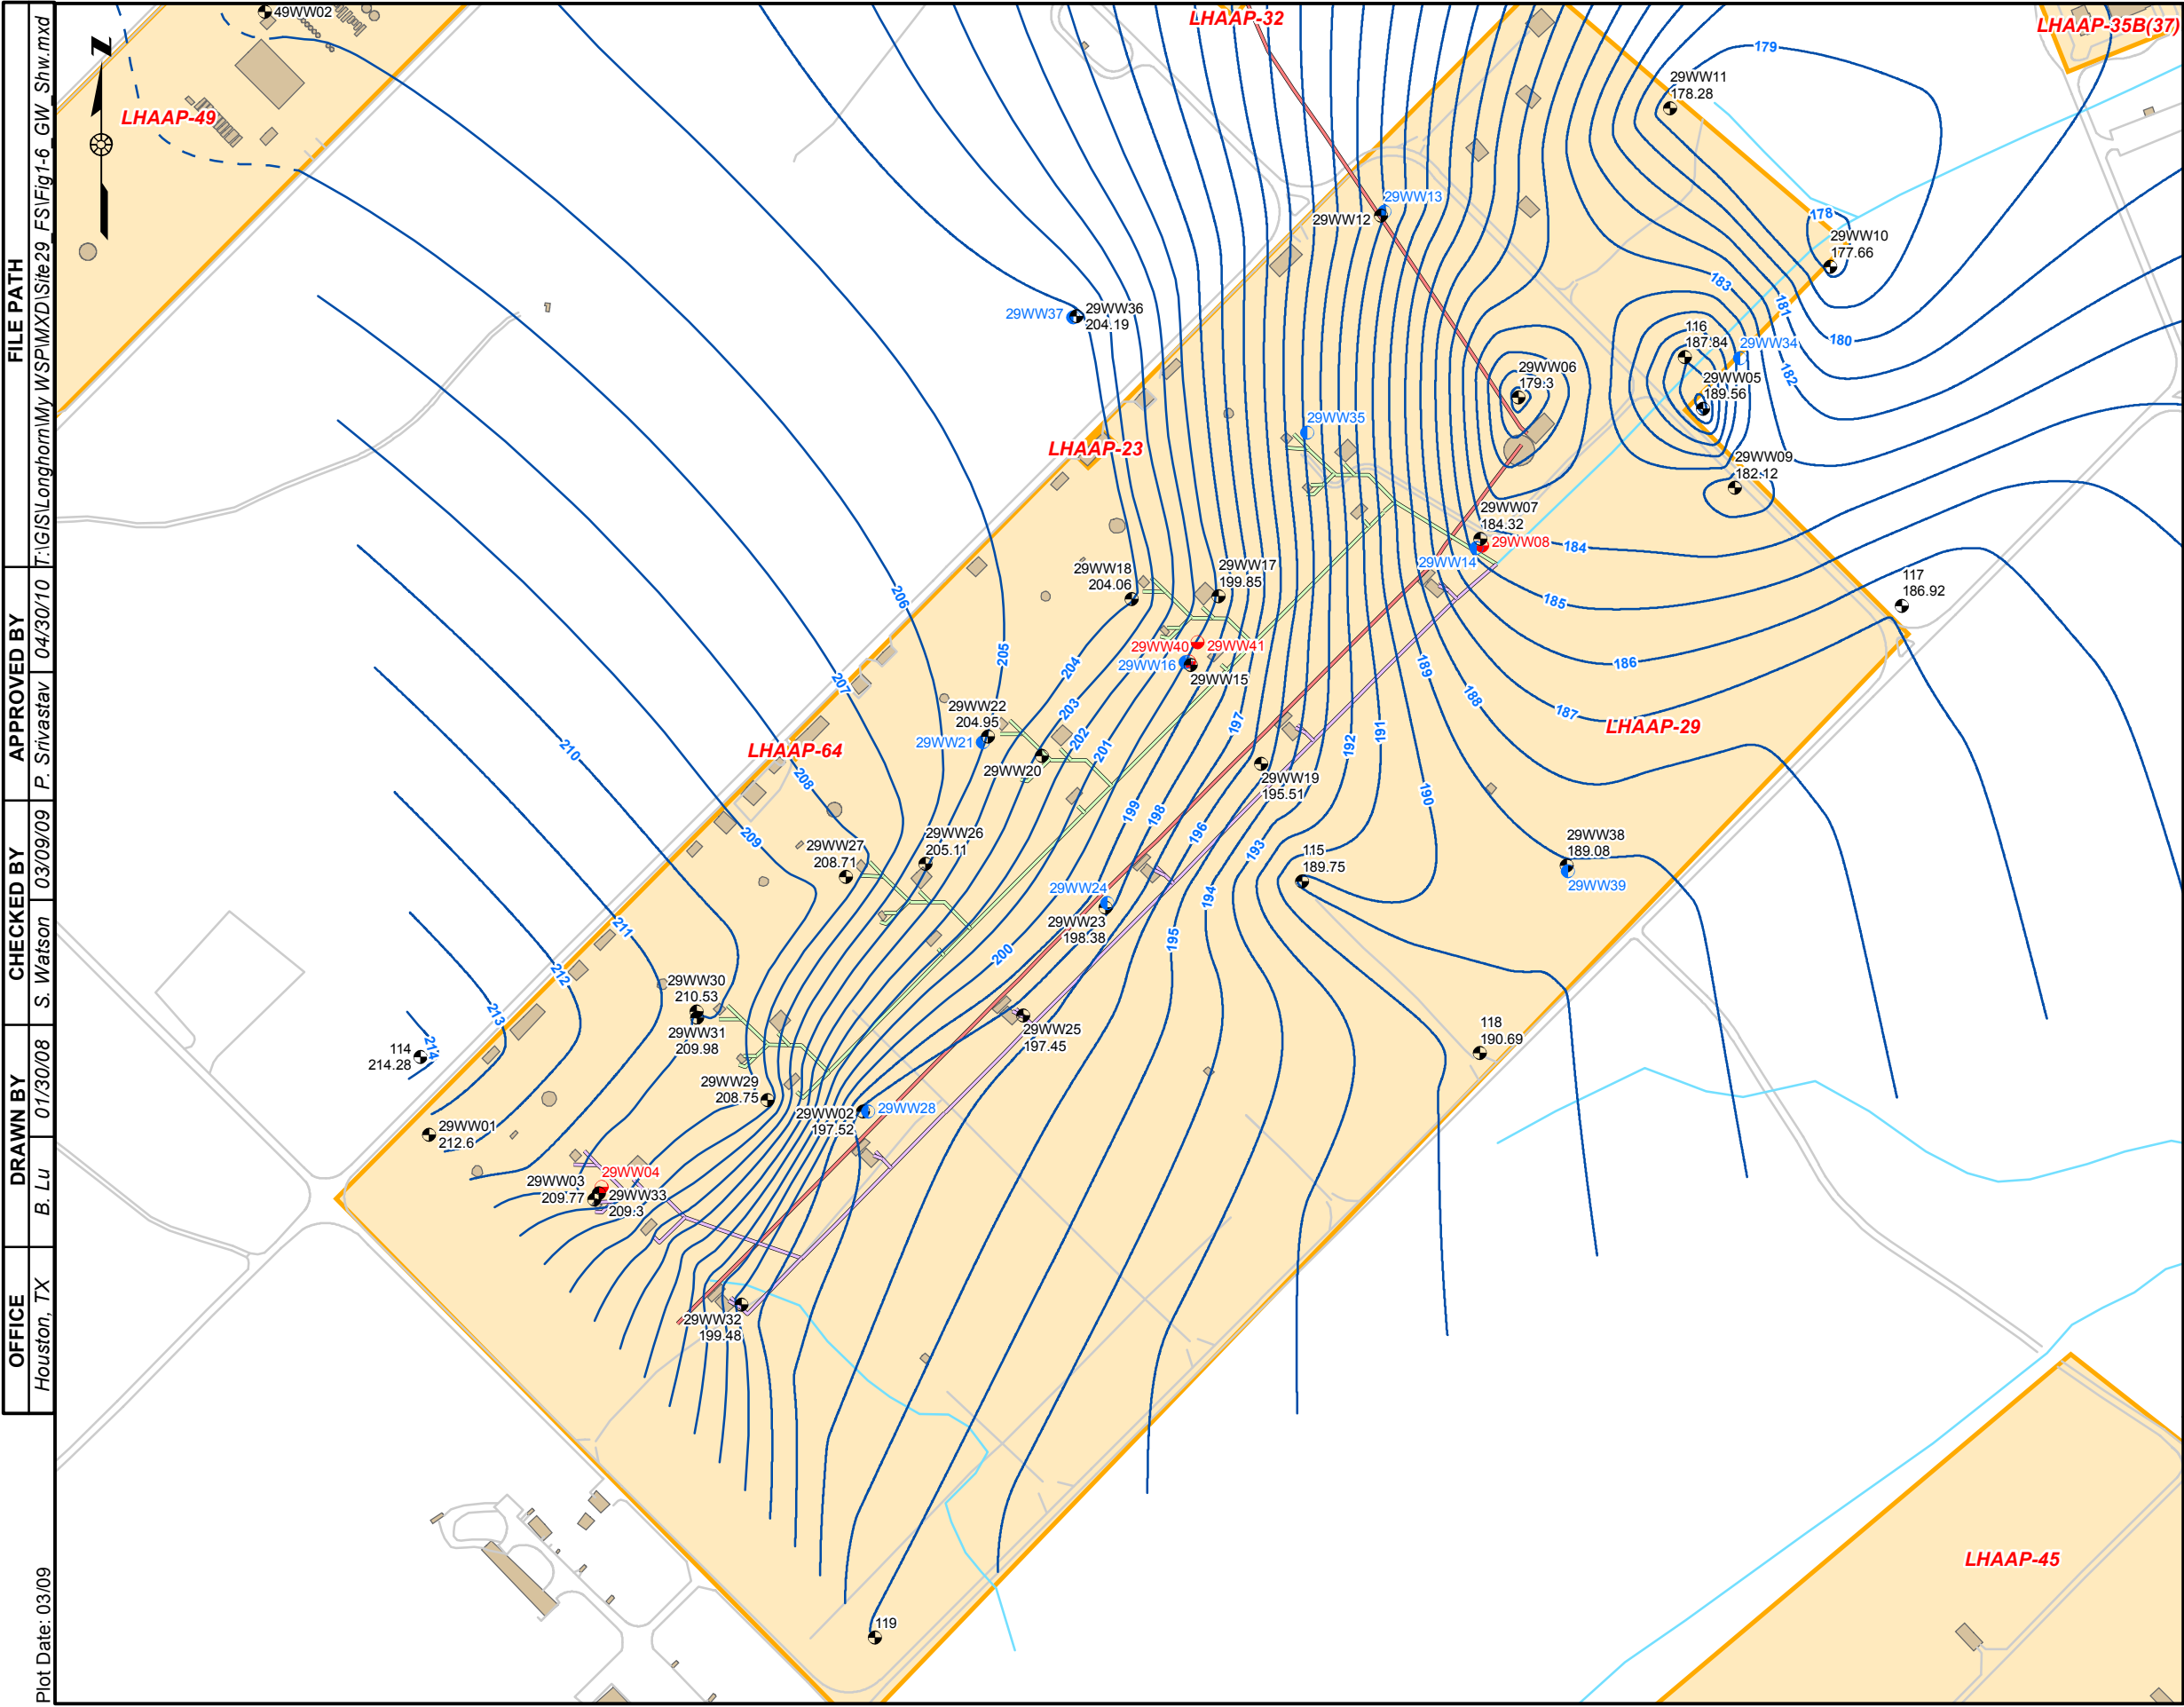 FILE PATH
T:\GIS\Longhorn\My WSP\MXD\Site29_FS\Fig1-6_GW_Shw.mxd
APPROVED BY
P. Srivastav
04/30/10
CHECKED BY
S. Watson
03/09/09
DRAWN BY
B. Lu
01/30/08
OFFICE
Houston, TX
Plot Date: 03/09
N
49WW02
LHAAP-49
LHAAP-32
LHAAP-35B(37)
179
29WW11
178.28
29WW13
29WW12
178
29WW10
177.66
183
181
180
182
29WW37
29WW36
204.19
116
187.84
29WW34
29WW06
179.3
29WW05
189.56
29WW35
LHAAP-23
29WW09
182.12
29WW07
184.32
29WW08
29WW14
184
29WW18
204.06
29WW17
199.85
117
186.92
206
185
205
204
29WW40
29WW41
29WW16
29WW15
186
189
188
187
207
203
202
201
197
192
191
LHAAP-29
29WW22
204.95
29WW21
29WW20
LHAAP-64
210
208
29WW19
195.51
190
209
199
198
196
193
29WW26
205.11
29WW27
208.71
115
189.75
29WW38
189.08
29WW39
194
29WW24
29WW23
198.38
195
200
211
212
213
214
29WW30
210.53
29WW31
209.98
29WW25
197.45
118
190.69
114
214.28
29WW29
208.75
29WW02
197.52
29WW28
29WW01
212.6
29WW04
29WW03
209.77
29WW33
209.3
29WW32
199.48
LHAAP-45
119